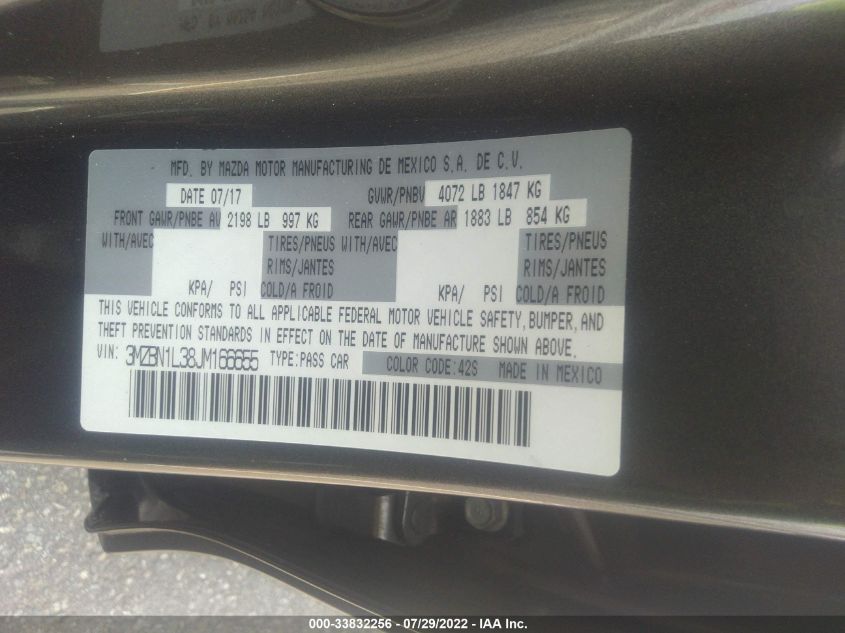 MFD. BY MAZDA MOTOR MANUFACTURING DE MEXICO S.A. DE C.V.
DATE 07/17 GVWR/PNBV 4072 LB 1847 KG
FRONT GAWR/PNBE AV 2198 LB 997 KG REAR GAWR/PNBE AR 1883 LB 854 KG
WITH/AVEC TIRES/PNEUS WITH/AVEC TIRES/PNEUS
RIMS/JANTES RIMS/JANTES
KPA/ PSI COLD/A FROID KPA/ PSI COLD/A FROID
THIS VEHICLE CONFORMS TO ALL APPLICABLE FEDERAL MOTOR VEHICLE SAFETY, BUMPER, AND
THEFT PREVENTION STANDARDS IN EFFECT ON THE DATE OF MANUFACTURE SHOWN ABOVE.
VIN: 3MZBN1L38JM166655 TYPE:PASS CAR COLOR CODE:42S MADE IN MEXICO
000-33832256 - 07/29/2022 - IAA Inc.